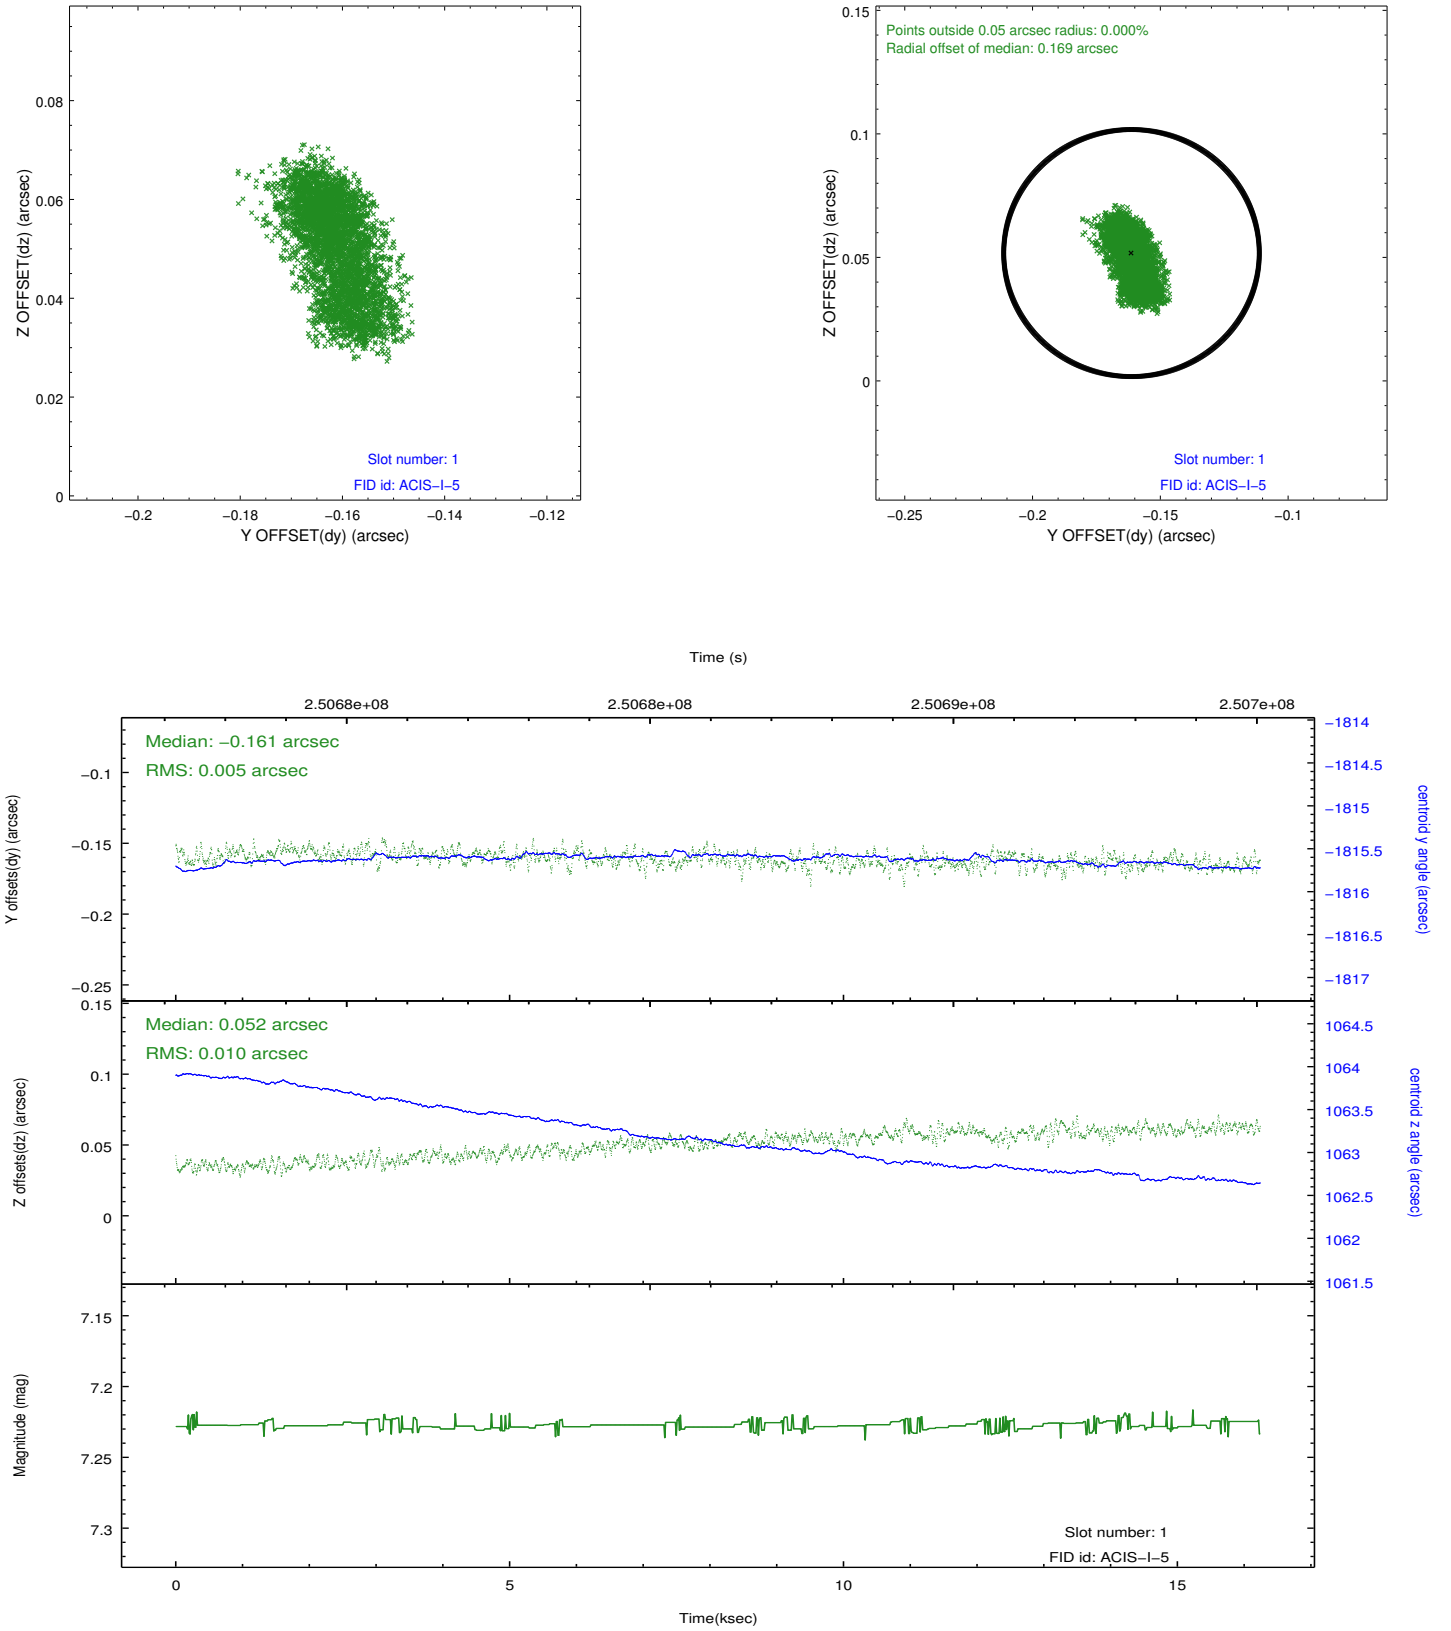 Z OFFSET(dz) (arcsec)
0.08
0.06
0.04
0.02
0
Slot number: 1
FID id: ACIS−I−5
−0.2
−0.18
−0.16
−0.14
−0.12
Y OFFSET(dy) (arcsec)
Points outside 0.05 arcsec radius: 0.000%
Radial offset of median: 0.169 arcsec
Z OFFSET(dz) (arcsec)
0.15
0.1
0.05
0
Slot number: 1
FID id: ACIS−I−5
−0.25
−0.2
−0.15
−0.1
Y OFFSET(dy) (arcsec)
Time (s)
2.5068e+08
2.5068e+08
2.5069e+08
2.507e+08
Median: −0.161 arcsec
RMS: 0.005 arcsec
Y offsets(dy) (arcsec)
−0.1
−0.15
−0.2
−0.25
−1814
−1814.5
−1815
−1815.5
−1816
−1816.5
−1817
centroid y angle (arcsec)
Median: 0.052 arcsec
RMS: 0.010 arcsec
Z offsets(dz) (arcsec)
0.15
0.1
0.05
0
1064.5
1064
1063.5
1063
1062.5
1062
1061.5
centroid z angle (arcsec)
Magnitude (mag)
7.15
7.2
7.25
7.3
Slot number: 1
FID id: ACIS−I−5
0
5
10
15
Time(ksec)